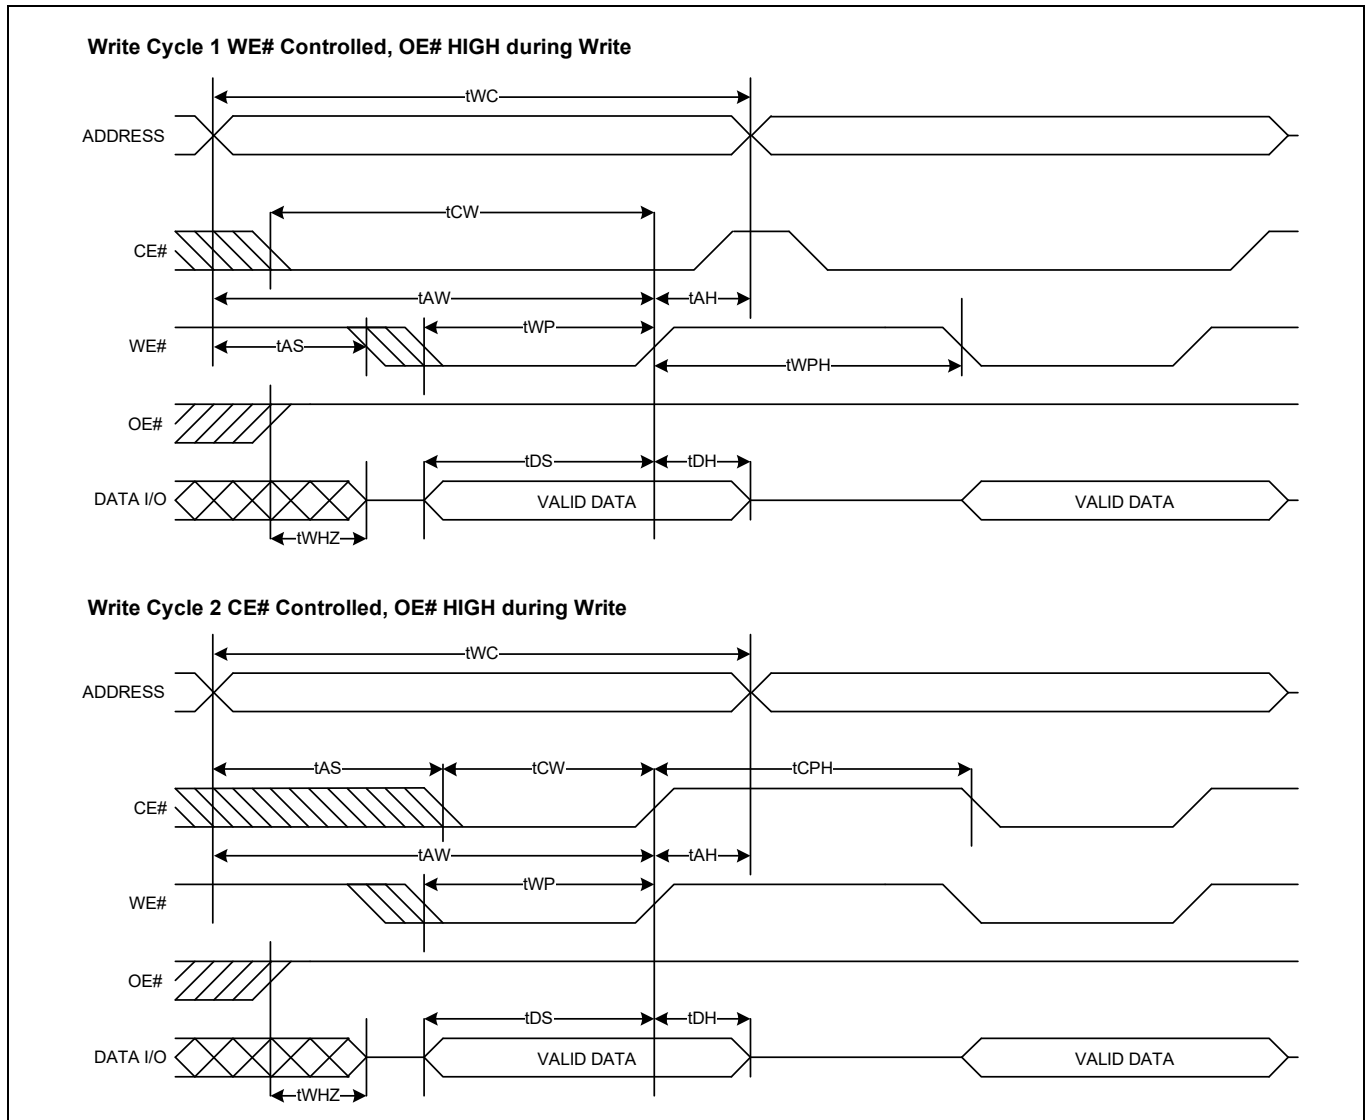 Write Cycle 1 WE# Controlled, OE# HIGH during Write
tWC
ADDRESS
tCW
CE#
tAW tAH
tWP
WE# tAS
tWPH
OE#
tDS tDH
DATA I/O VALID DATA VALID DATA
tWHZ
Write Cycle 2 CE# Controlled, OE# HIGH during Write
tWC
ADDRESS
tAS tCW tCPH
CE#
tAW tAH
tWP
WE#
OE#
tDS tDH
DATA I/O VALID DATA VALID DATA
tWHZ